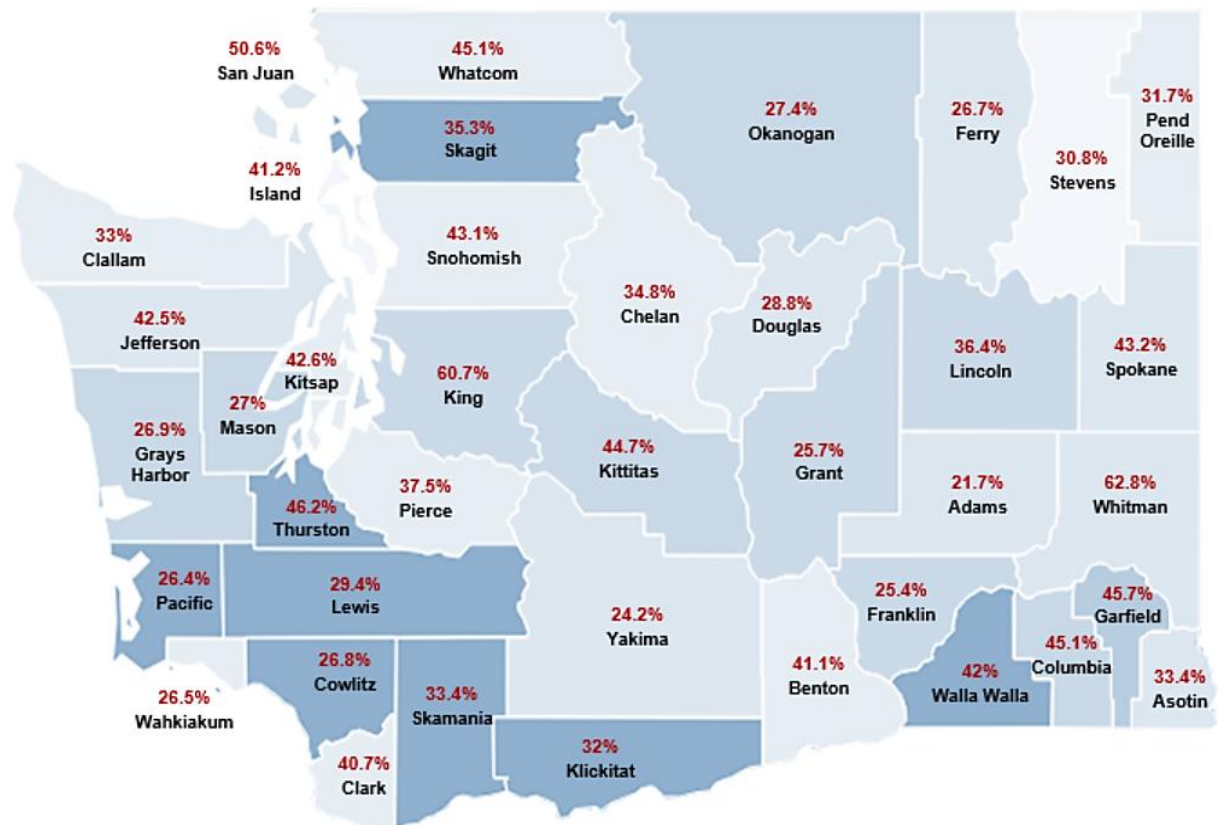 50.6%
San Juan
45.1%
Whatcom
35.3%
Skagit
27.4%
Okanogan
26.7%
Ferry
30.8%
Stevens
31.7%
Pend
Oreille
41.2%
Island
33%
Clallam
43.1%
Snohomish
34.8%
Chelan
28.8%
Douglas
42.5%
Jefferson
42.6%
Kitsap
60.7%
King
36.4%
Lincoln
43.2%
Spokane
27%
Mason
26.9%
Grays
Harbor
44.7%
Kittitas
25.7%
Grant
46.2%
Thurston
37.5%
Pierce
21.7%
Adams
62.8%
Whitman
26.4%
Pacific
29.4%
Lewis
24.2%
Yakima
25.4%
Franklin
45.7%
Garfield
26.5%
Wahkiakum
26.8%
Cowlitz
33.4%
Skamania
41.1%
Benton
42%
Walla Walla
45.1%
Columbia
33.4%
Asotin
40.7%
Clark
32%
Klickitat